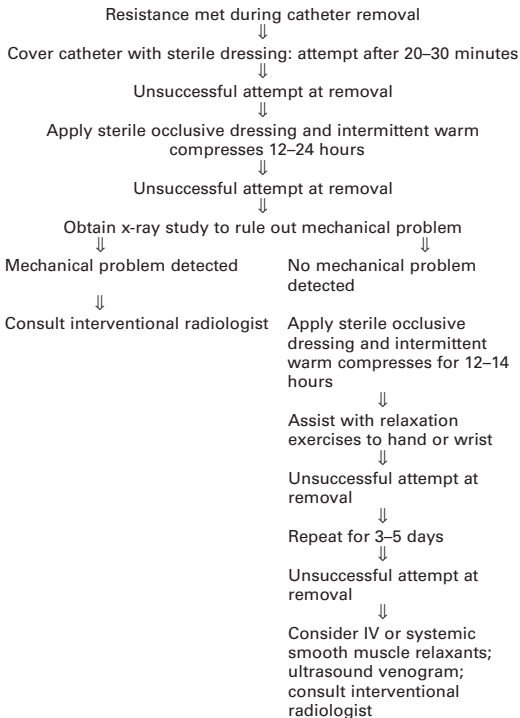 Resistance met during catheter removal
⇓
Cover catheter with sterile dressing: attempt after 20–30 minutes
⇓
Unsuccessful attempt at removal
⇓
Apply sterile occlusive dressing and intermittent warm
compresses 12–24 hours
⇓
Unsuccessful attempt at removal
⇓
Obtain x-ray study to rule out mechanical problem
⇓ ⇓
Mechanical problem detected
⇓
Consult interventional radiologist
No mechanical problem
detected
Apply sterile occlusive
dressing and intermittent
warm compresses for 12–14
hours
⇓
Assist with relaxation
exercises to hand or wrist
⇓
Unsuccessful attempt at
removal
⇓
Repeat for 3–5 days
⇓
Unsuccessful attempt at
removal
⇓
Consider IV or systemic
smooth muscle relaxants;
ultrasound venogram;
consult interventional
radiologist